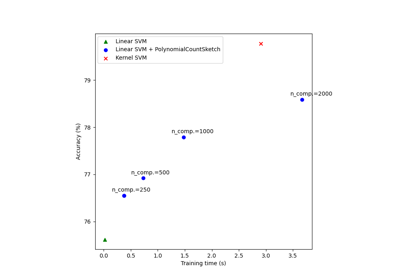 Linear SVM
Linear SVM + PolynomialCountSketch
Kernel SVM
n_comp.=2000
n_comp.=1000
n_comp.=500
n_comp.=250
Accuracy (%)
79
78
77
76
0.0 0.5 1.0 1.5 2.0 2.5 3.0 3.5
Training time (s)